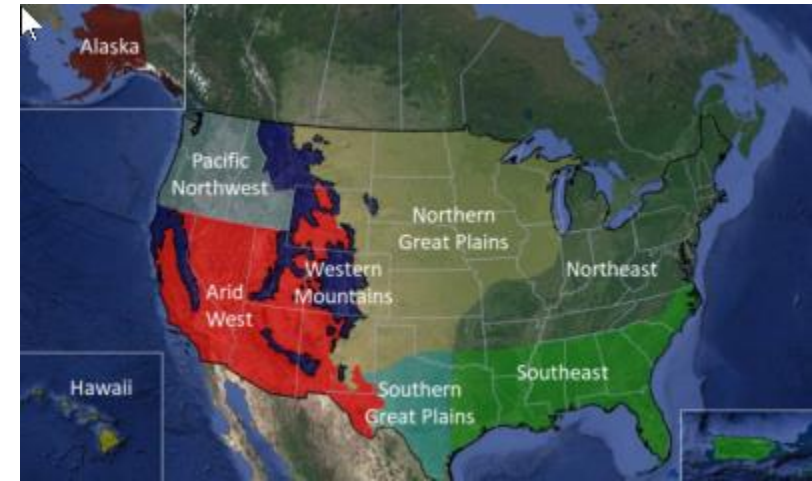 Alaska
Pacific
Northwest
Northern
Great Plains
Northeast
Western
Mountains
Arid
West
Southeast
Hawaii
Southern
Great Plains